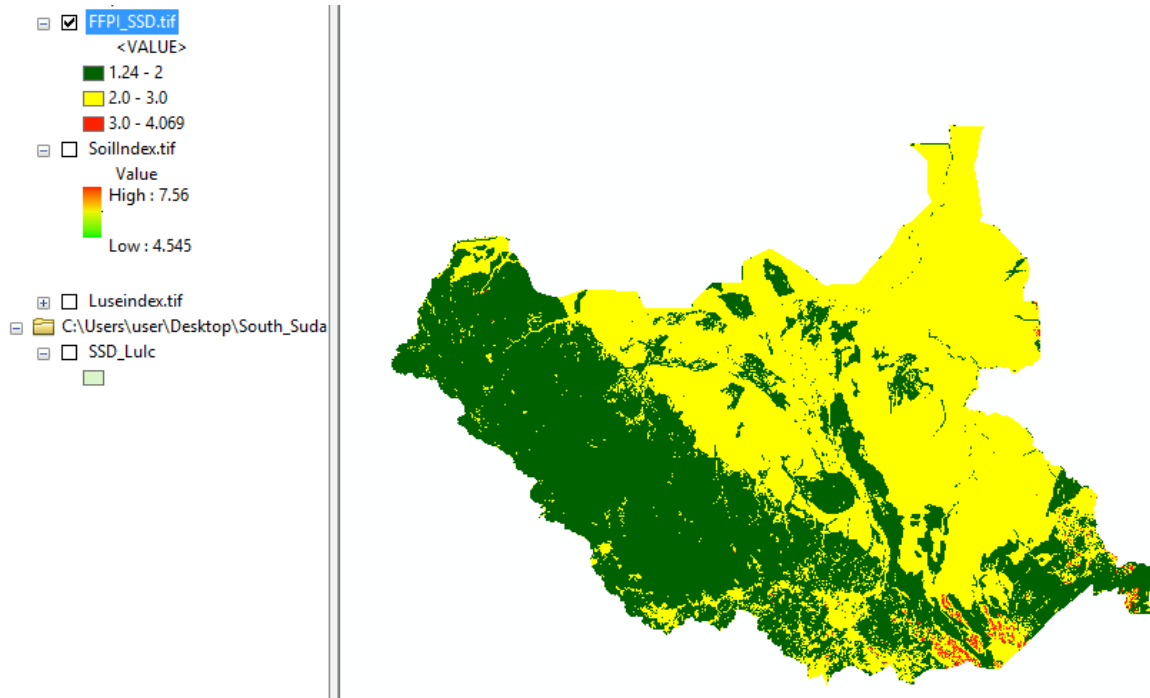 FFPI_SSD.tif
<VALUE>
1.24 - 2
2.0 - 3.0
3.0 - 4.069
SoilIndex.tif
Value
High : 7.56
Low : 4.545
Luseindex.tif
C:\Users\user\Desktop\South_Suda
SSD_Lulc